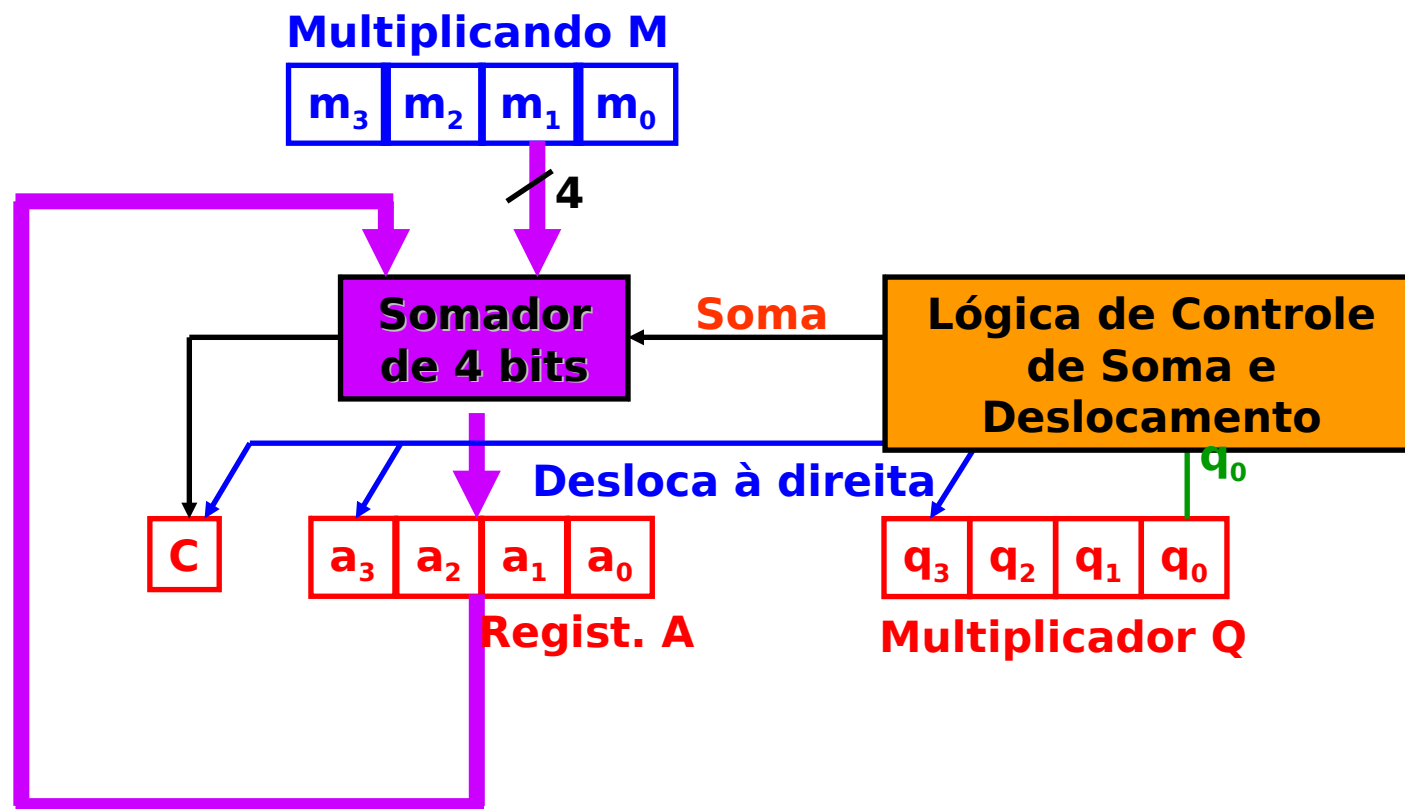 Multiplicando M
m₃ m₂ m₁ m₀
4
Somador
de 4 bits
Soma
Lógica de Controle
de Soma e
Deslocamento
q₀
Desloca à direita
C
a₃ a₂ a₁ a₀
q₃ q₂ q₁ q₀
Regist. A
Multiplicador Q